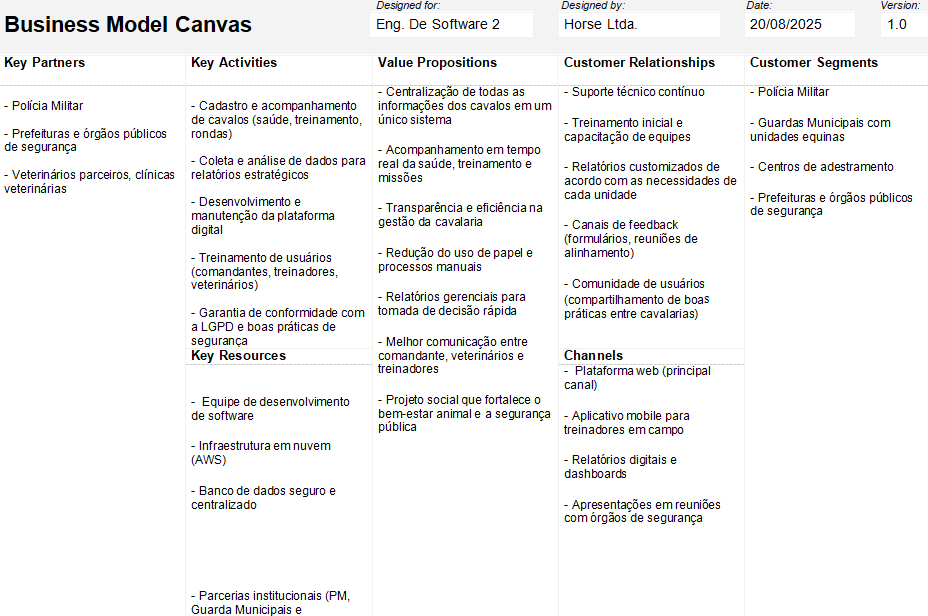 Business Model Canvas
Designed for:
Eng. De Software 2
Designed by:
Horse Ltda.
Date:
20/08/2025
Version:
1.0
Key Partners
- Polícia Militar
- Prefeituras e órgãos públicos
de segurança
- Veterinários parceiros, clínicas
veterinárias
Key Activities
- Cadastro e acompanhamento
de cavalos (saúde, treinamento,
rondas)
- Coleta e análise de dados para
relatórios estratégicos
- Desenvolvimento e
manutenção da plataforma
digital
- Treinamento de usuários
(comandantes, treinadores,
veterinários)
- Garantia de conformidade com
a LGPD e boas práticas de
segurança
Key Resources
- Equipe de desenvolvimento
de software
- Infraestrutura em nuvem
(AWS)
- Banco de dados seguro e
centralizado
- Parcerias institucionais (PM,
Guarda Municipais e
Value Propositions
- Centralização de todas as
informações dos cavalos em um
único sistema
- Acompanhamento em tempo
real da saúde, treinamento e
missões
- Transparência e eficiência na
gestão da cavalaria
- Redução do uso de papel e
processos manuais
- Relatórios gerenciais para
tomada de decisão rápida
- Melhor comunicação entre
comandante, veterinários e
treinadores
- Projeto social que fortalece o
bem-estar animal e a segurança
pública
Customer Relationships
- Suporte técnico contínuo
- Treinamento inicial e
capacitação de equipes
- Relatórios customizados de
acordo com as necessidades de
cada unidade
- Canais de feedback
(formulários, reuniões de
alinhamento)
- Comunidade de usuários
(compartilhamento de boas
práticas entre cavalarias)
Channels
- Plataforma web (principal
canal)
- Aplicativo mobile para
treinadores em campo
- Relatórios digitais e
dashboards
- Apresentações em reuniões
com órgãos de segurança
Customer Segments
- Polícia Militar
- Guardas Municipais com
unidades equinas
- Centros de adestramento
- Prefeituras e órgãos públicos
de segurança